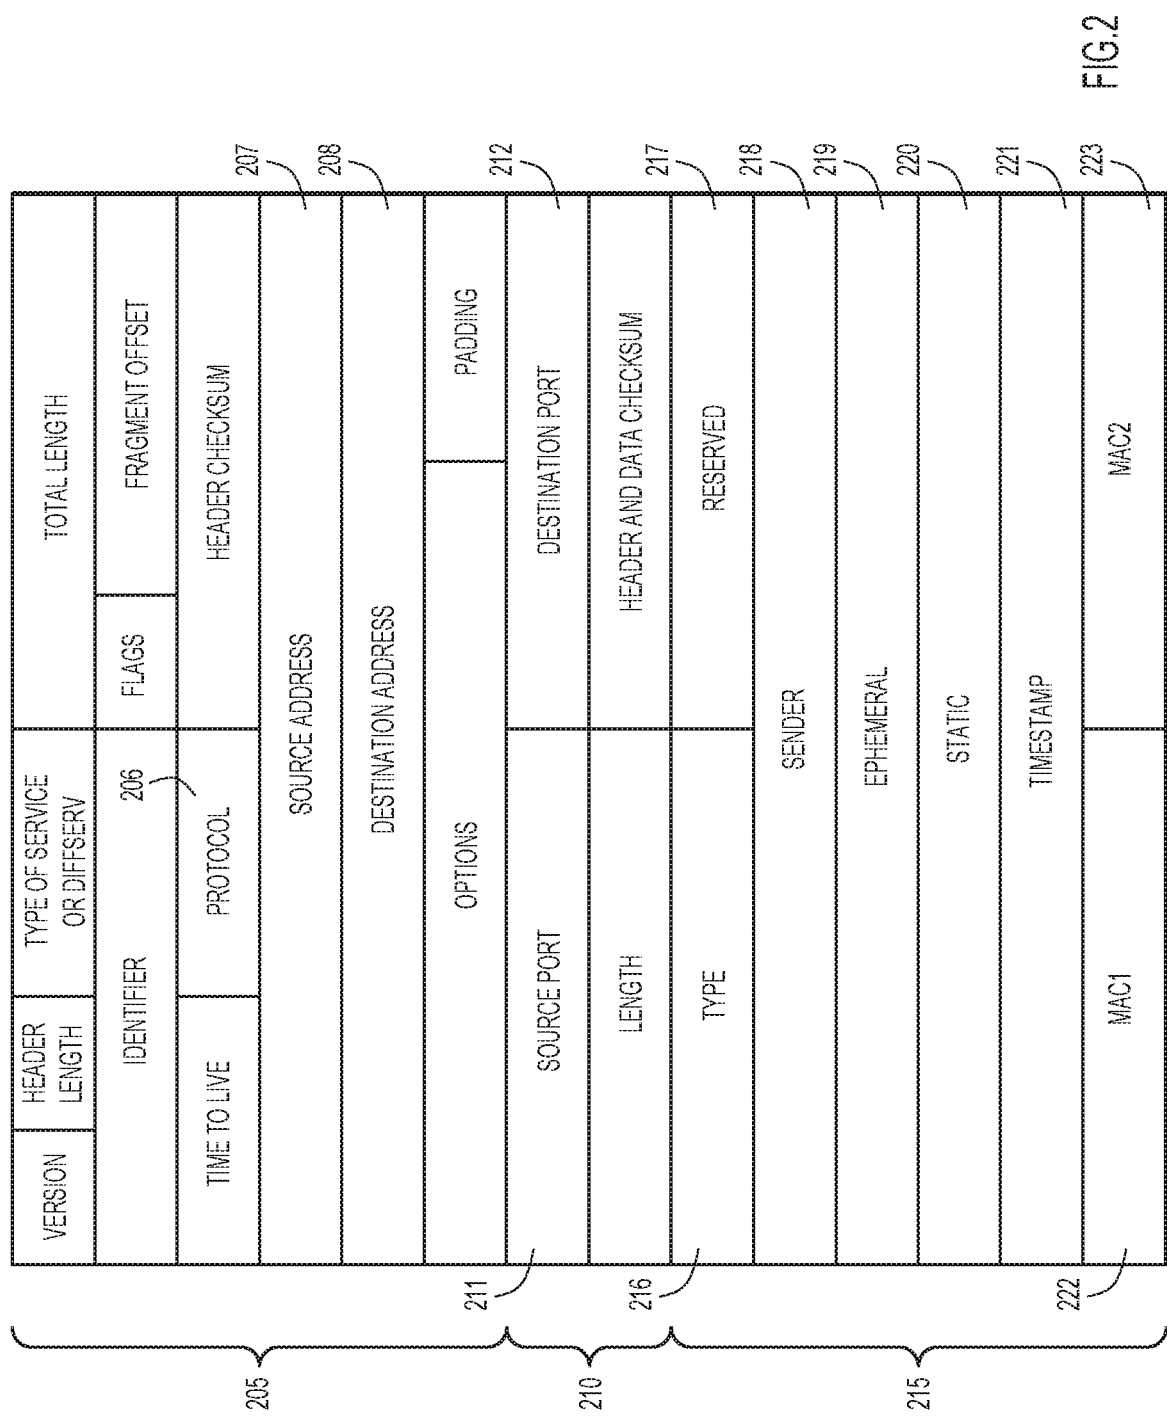 VERSION
HEADER
LENGTH
TYPE OF SERVICE
OR DIFFSERV
TOTAL LENGTH
IDENTIFIER
FLAGS
FRAGMENT OFFSET
206
TIME TO LIVE
PROTOCOL
HEADER CHECKSUM
205
SOURCE ADDRESS
207
DESTINATION ADDRESS
208
OPTIONS
PADDING
211
SOURCE PORT
DESTINATION PORT
212
210
LENGTH
HEADER AND DATA CHECKSUM
216
TYPE
RESERVED
217
SENDER
218
EPHEMERAL
219
215
STATIC
220
TIMESTAMP
221
222
MAC1
MAC2
223
FIG.2